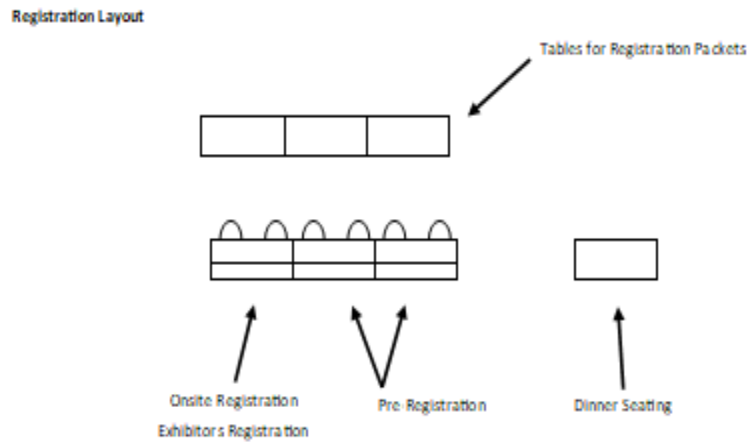 Registration Layout
Tables for Registration Packets
Onsite Registration
Exhibitors Registration
Pre-Registration
Dinner Seating